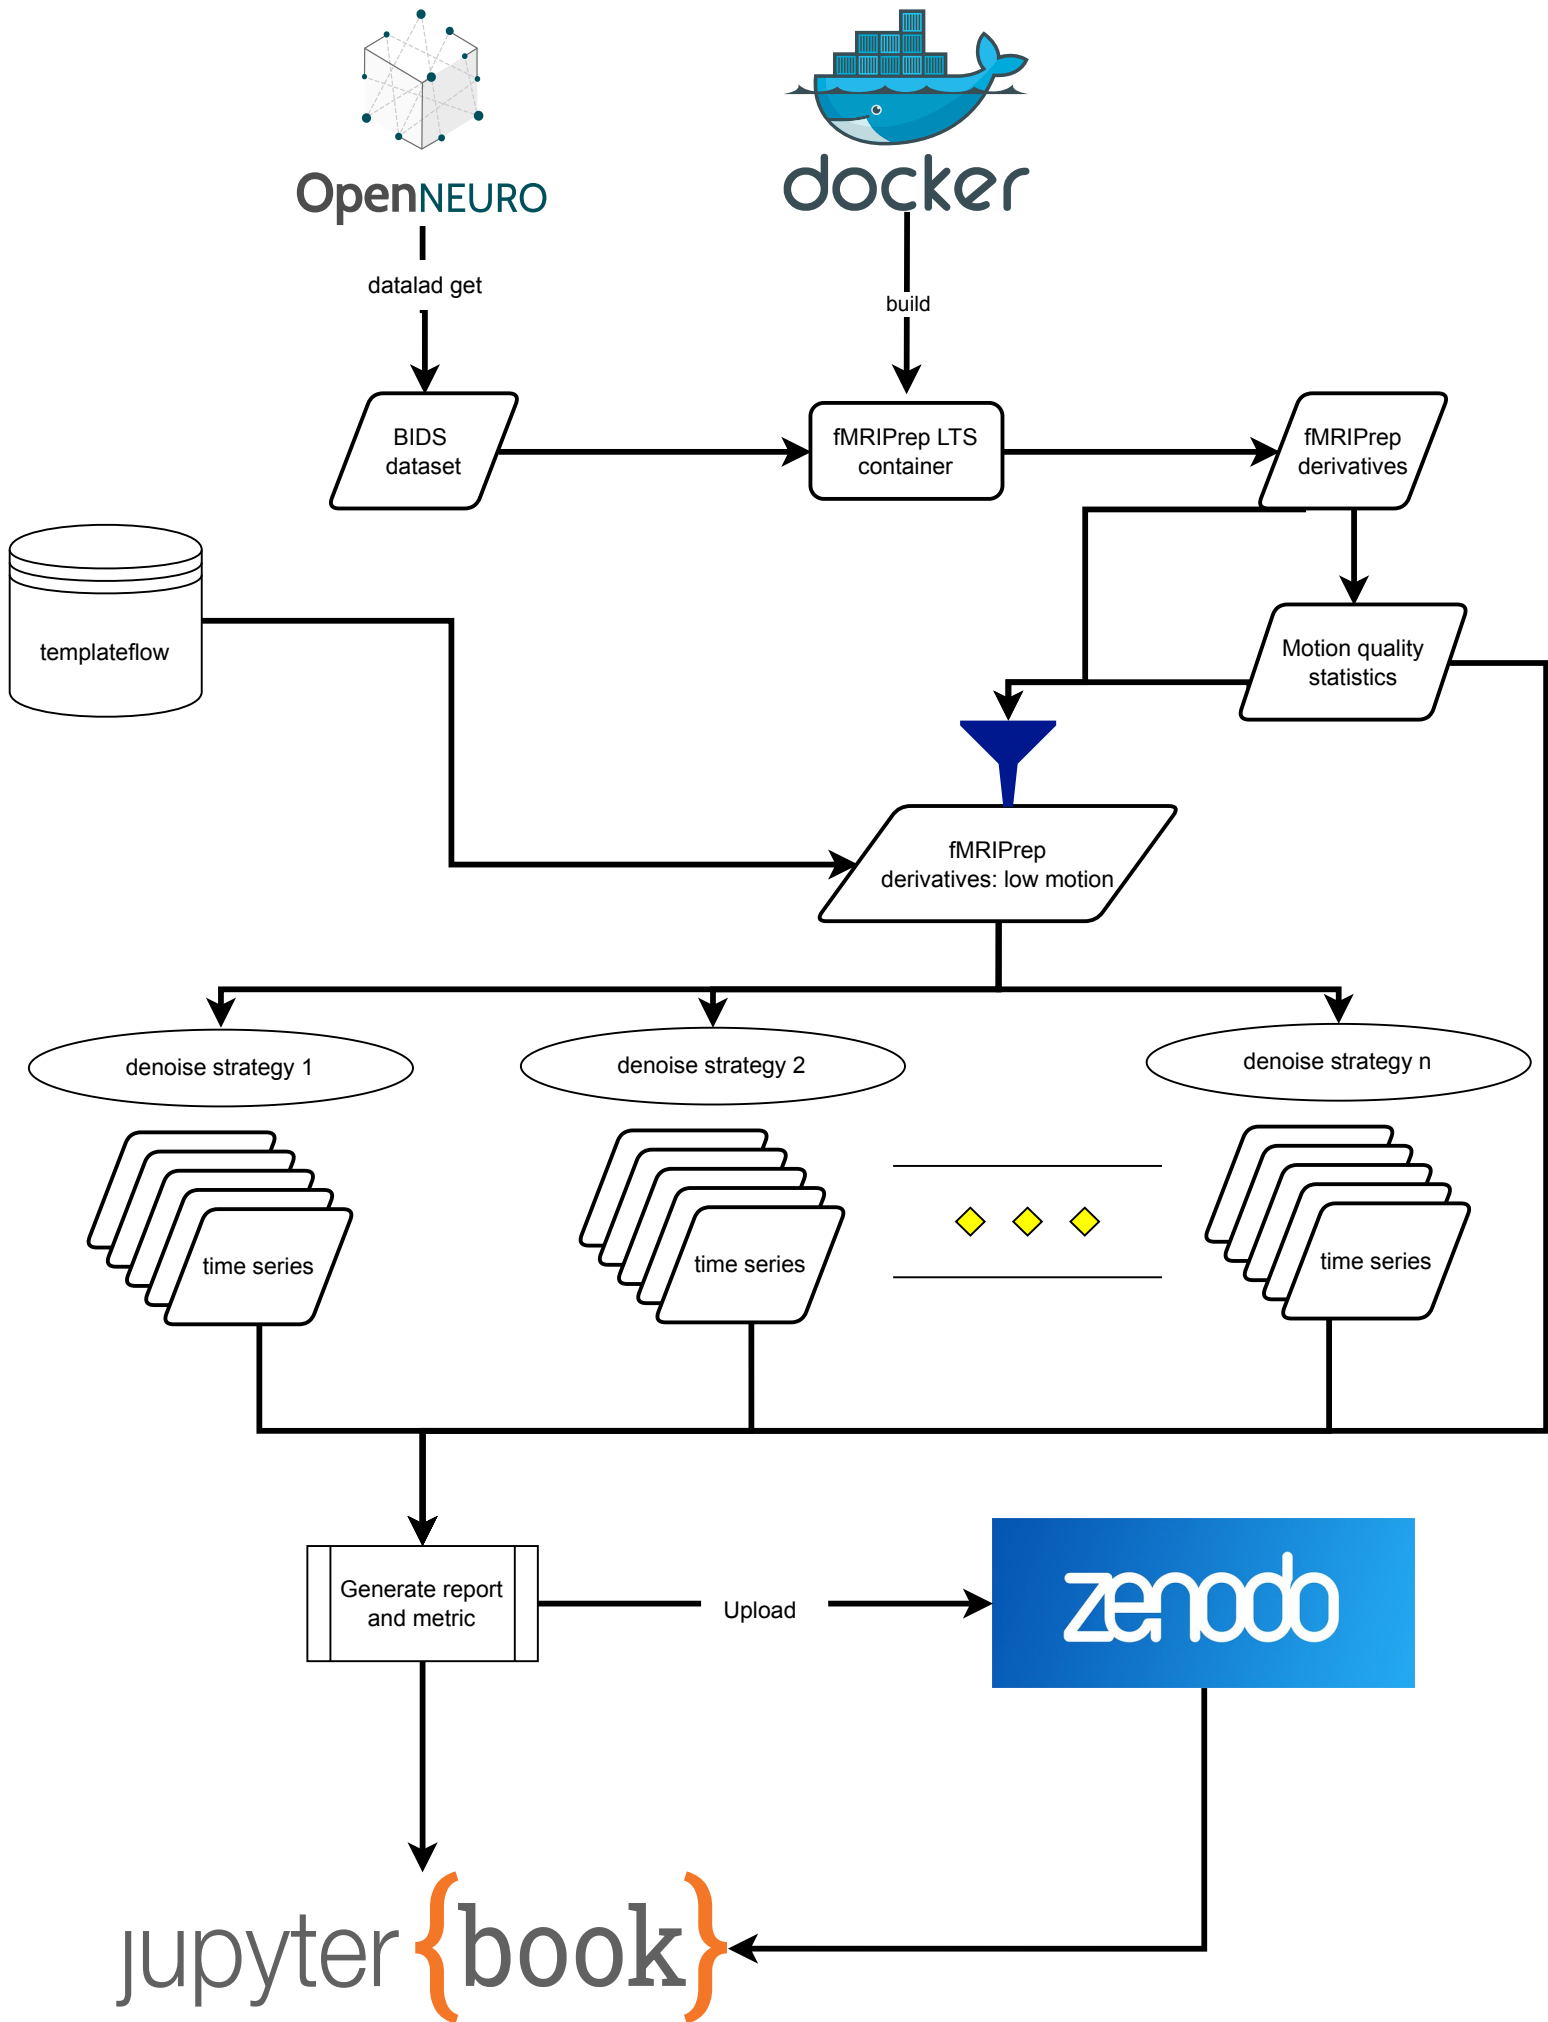 OpenNEURO
docker
datalad get
build
BIDS
dataset
fMRIPrep LTS
container
fMRIPrep
derivatives
templateflow
Motion quality
statistics
fMRIPrep
derivatives: low motion
denoise strategy 1
denoise strategy 2
denoise strategy n
time series
time series
time series
Generate report
and metric
Upload
zenodo
jupyter {book}